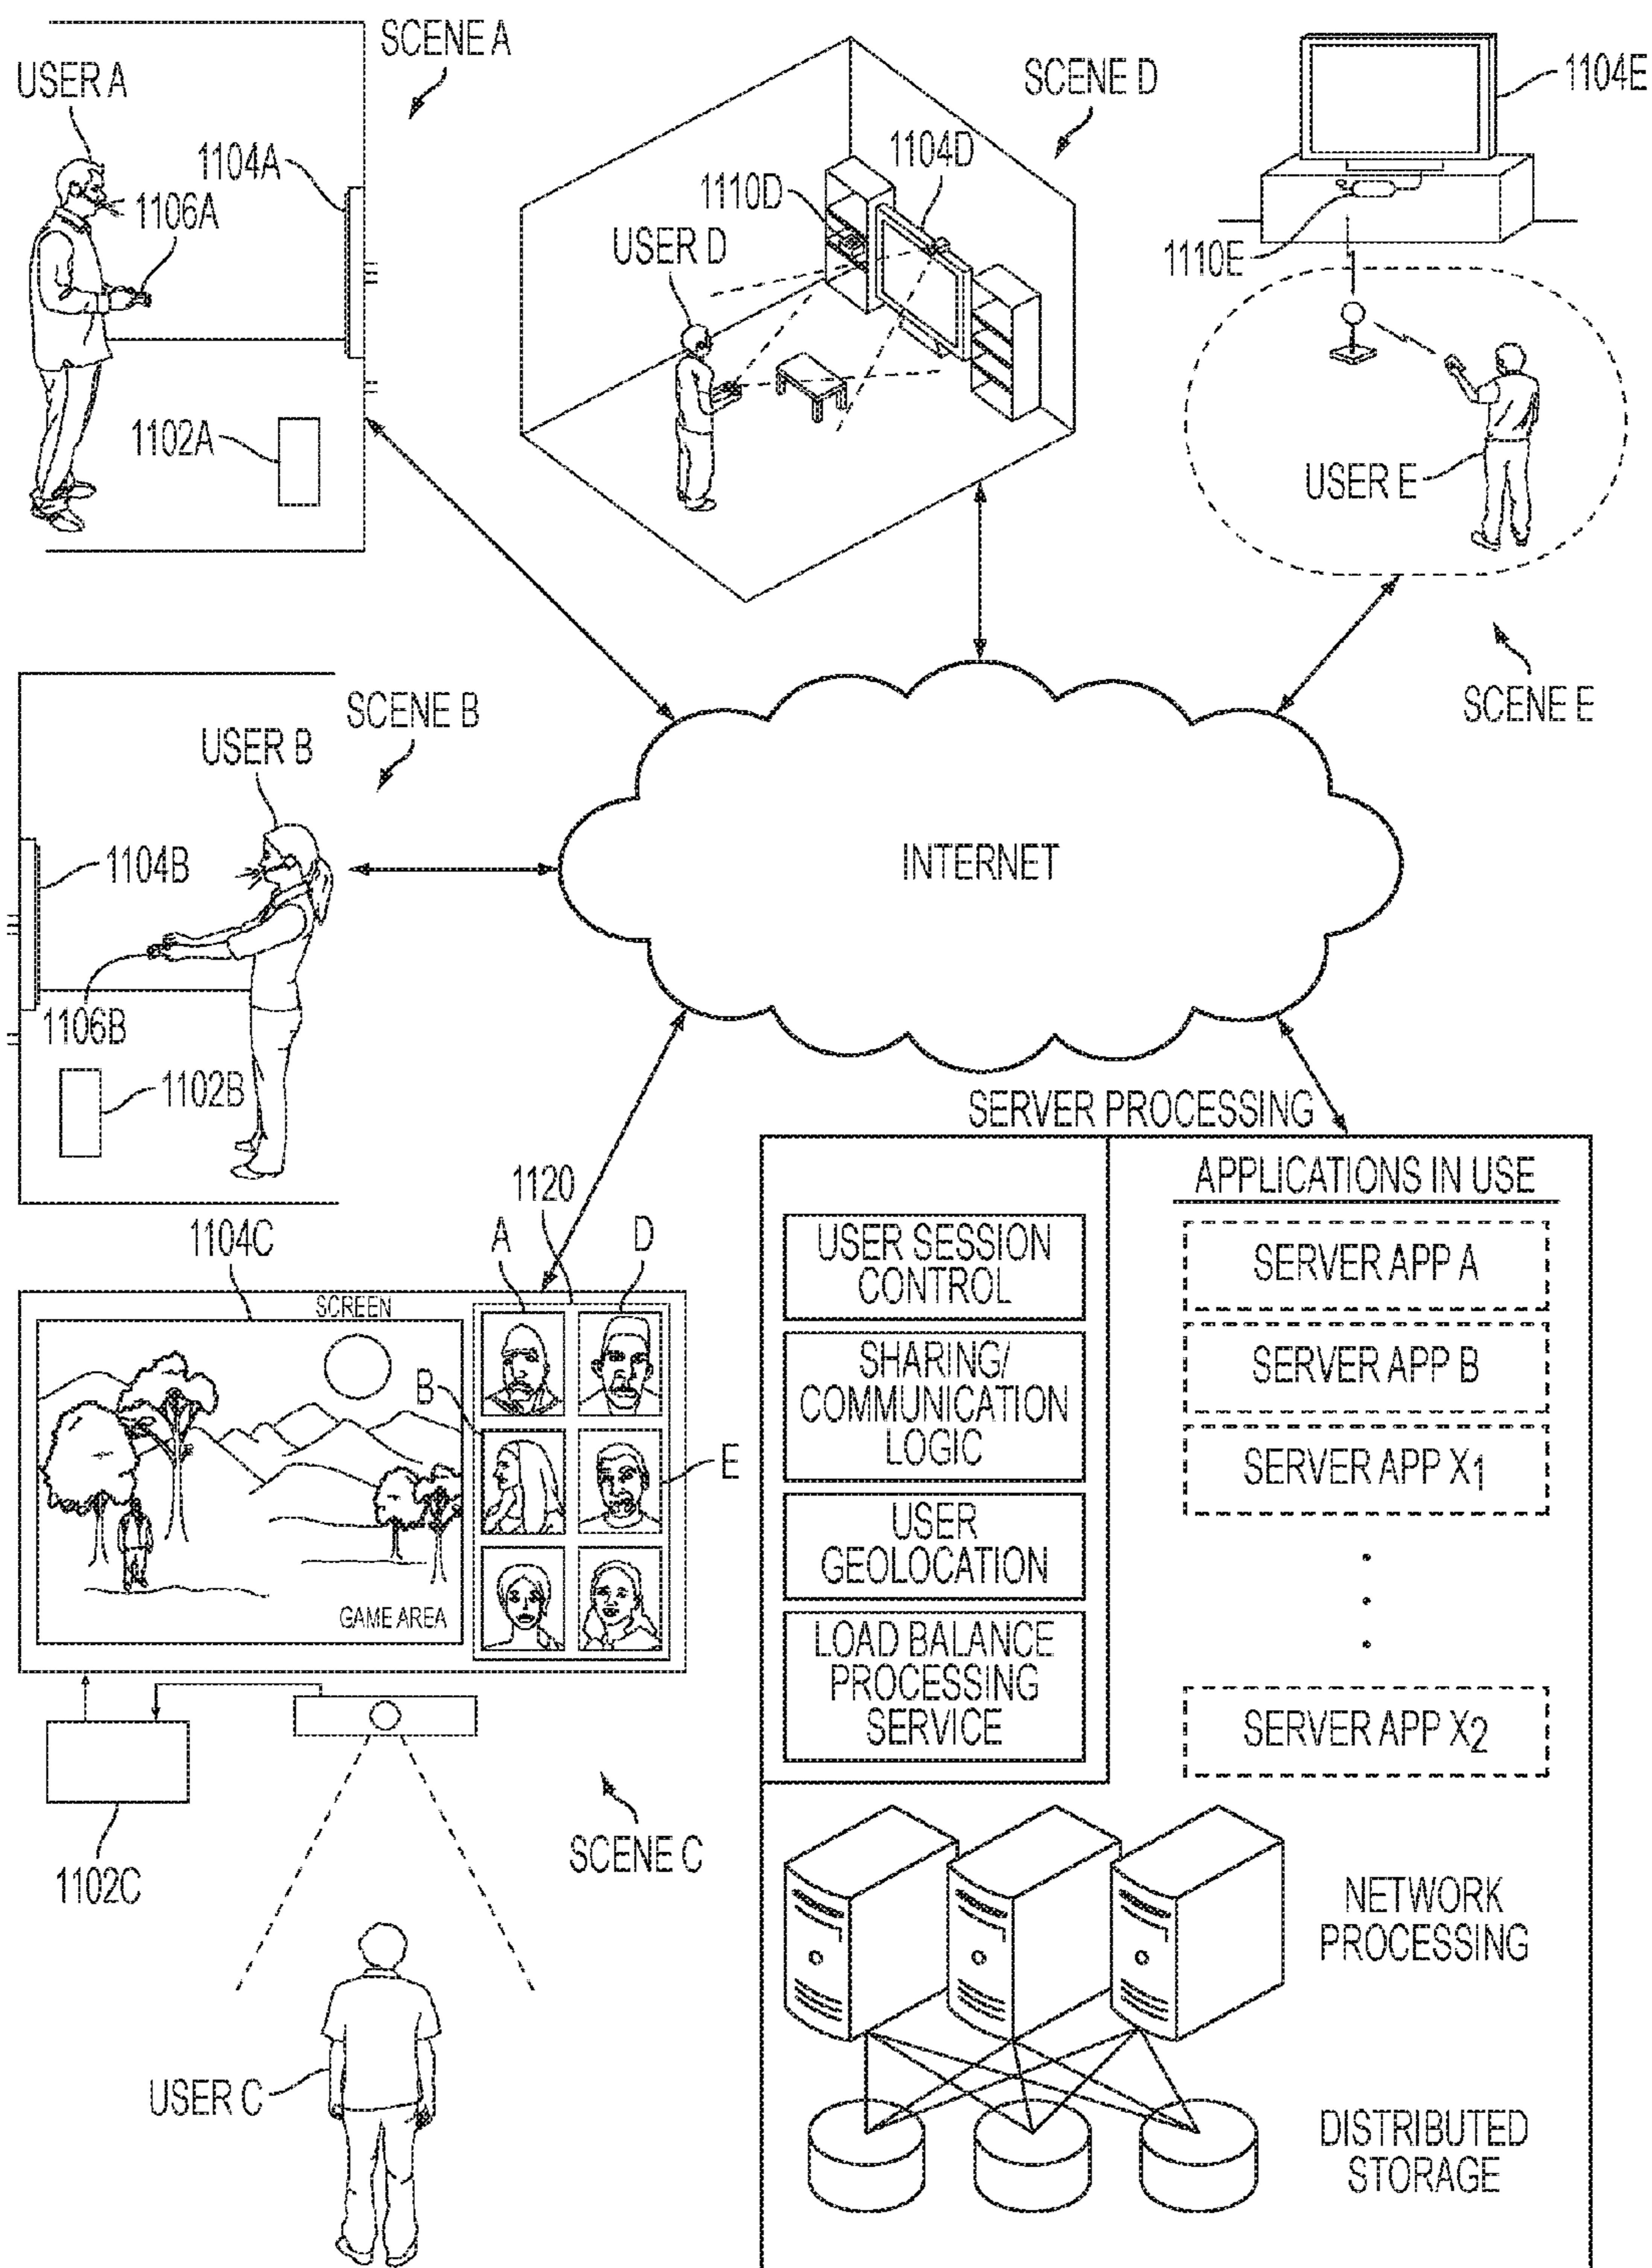 SCENE A
USER A
1104A
1106A
1102A
SCENE D
1104D
1110D
USER D
1104E
1110E
USER E
SCENE E
SCENE B
USER B
1104B
1106B
1102B
INTERNET
SERVER PROCESSING
1120
1104C
A
D
SCREEN
B
E
GAME AREA
1102C
SCENE C
USER C
USER SESSION
CONTROL
SHARING/
COMMUNICATION
LOGIC
USER
GEOLOCATION
LOAD BALANCE
PROCESSING
SERVICE
APPLICATIONS IN USE
SERVER APP A
SERVER APP B
SERVER APP X1
SERVER APP X2
NETWORK
PROCESSING
DISTRIBUTED
STORAGE